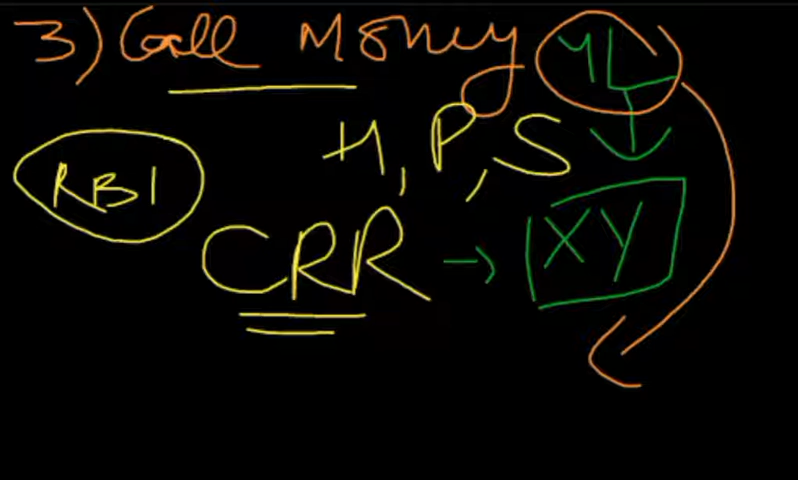 3) Call Money YL
H, P, S
RBI
CRR → XY